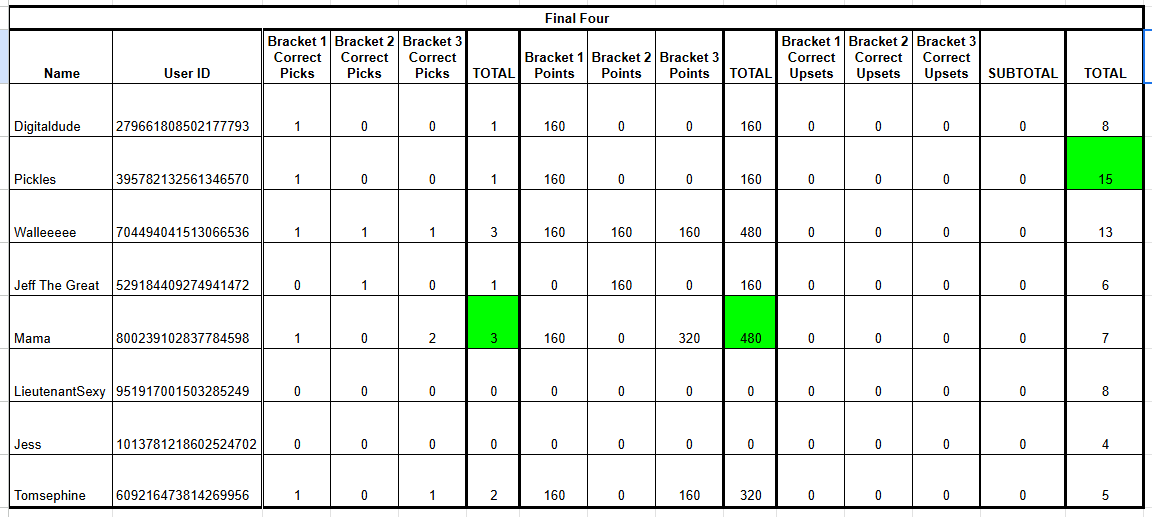 Final Four
Name User ID Bracket 1 Correct Picks Bracket 2 Correct Picks Bracket 3 Correct Picks TOTAL Bracket 1 Points Bracket 2 Points Bracket 3 Points TOTAL Bracket 1 Correct Upsets Bracket 2 Correct Upsets Bracket 3 Correct Upsets SUBTOTAL TOTAL
Digitaldude 279661808502177793 1 0 0 1 160 0 0 160 0 0 0 0 8
Pickles 395782132561346570 1 0 0 1 160 0 0 160 0 0 0 0 15
Walleeeee 704494041513066536 1 1 1 3 160 160 160 480 0 0 0 0 13
Jeff The Great 529184409274941472 0 1 0 1 0 160 0 160 0 0 0 0 6
Mama 800239102837784598 1 0 2 3 160 0 320 480 0 0 0 0 7
LieutenantSexy 951917001503285249 0 0 0 0 0 0 0 0 0 0 0 0 8
Jess 1013781218602524702 0 0 0 0 0 0 0 0 0 0 0 0 4
Tomsephine 609216473814269956 1 0 1 2 160 0 160 320 0 0 0 0 5